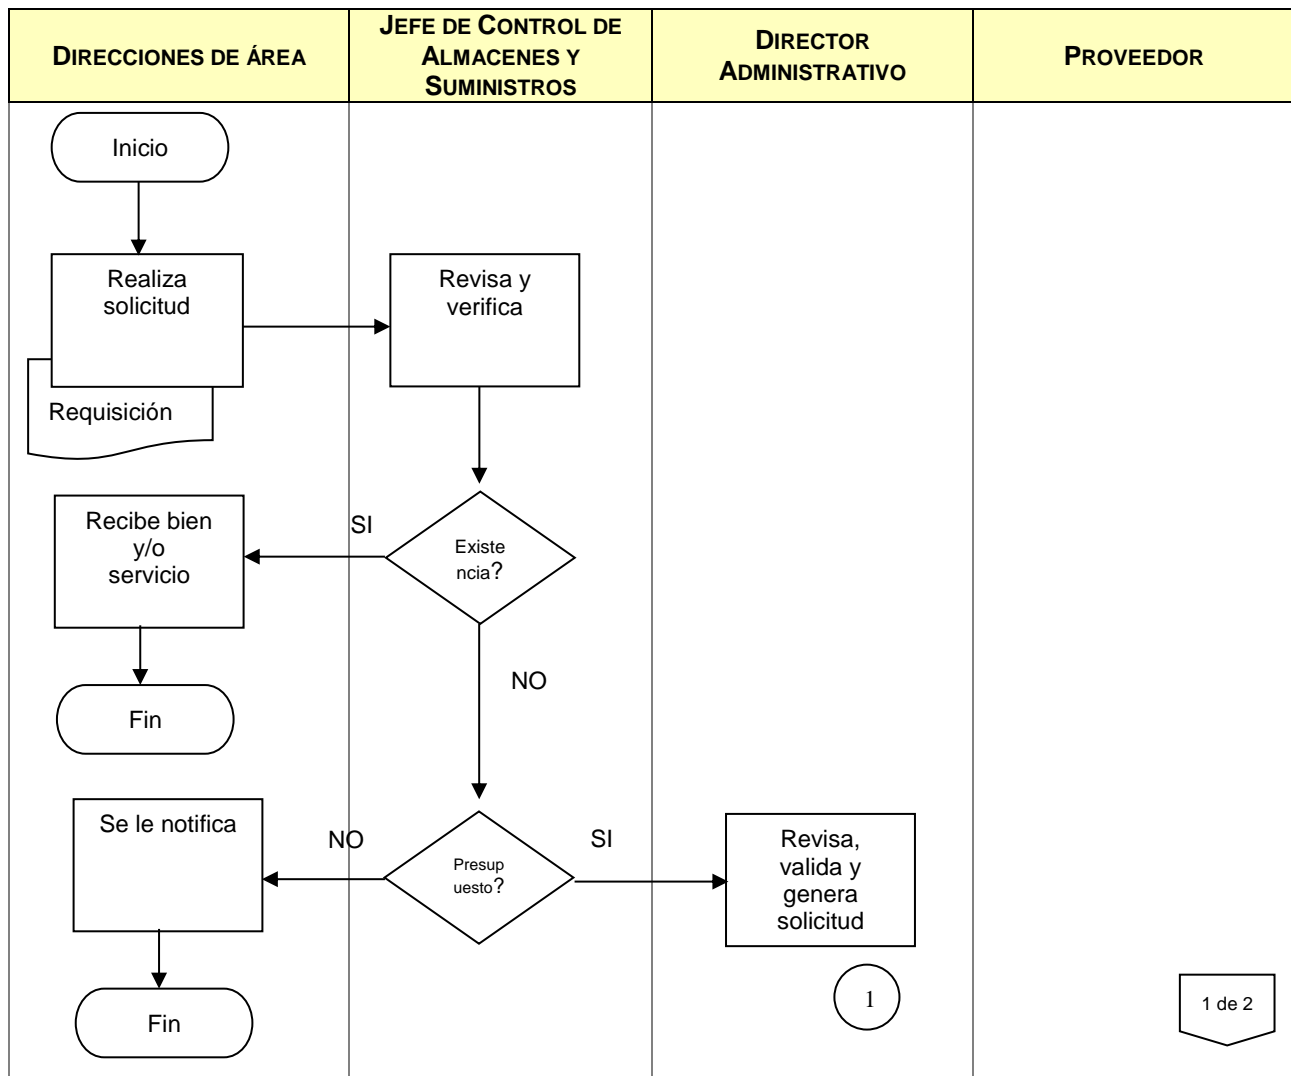 DIRECCIONES DE ÁREA
JEFE DE CONTROL DE
ALMACENES Y
SUMINISTROS
DIRECTOR
ADMINISTRATIVO
PROVEEDOR
Inicio
Realiza
solicitud
Revisa y
verifica
Requisición
Recibe bien
y/o
servicio
SI
Existe
ncia?
NO
Fin
Se le notifica
NO
Presup
uesto?
SI
Revisa,
valida y
genera
solicitud
Fin
1
1 de 2